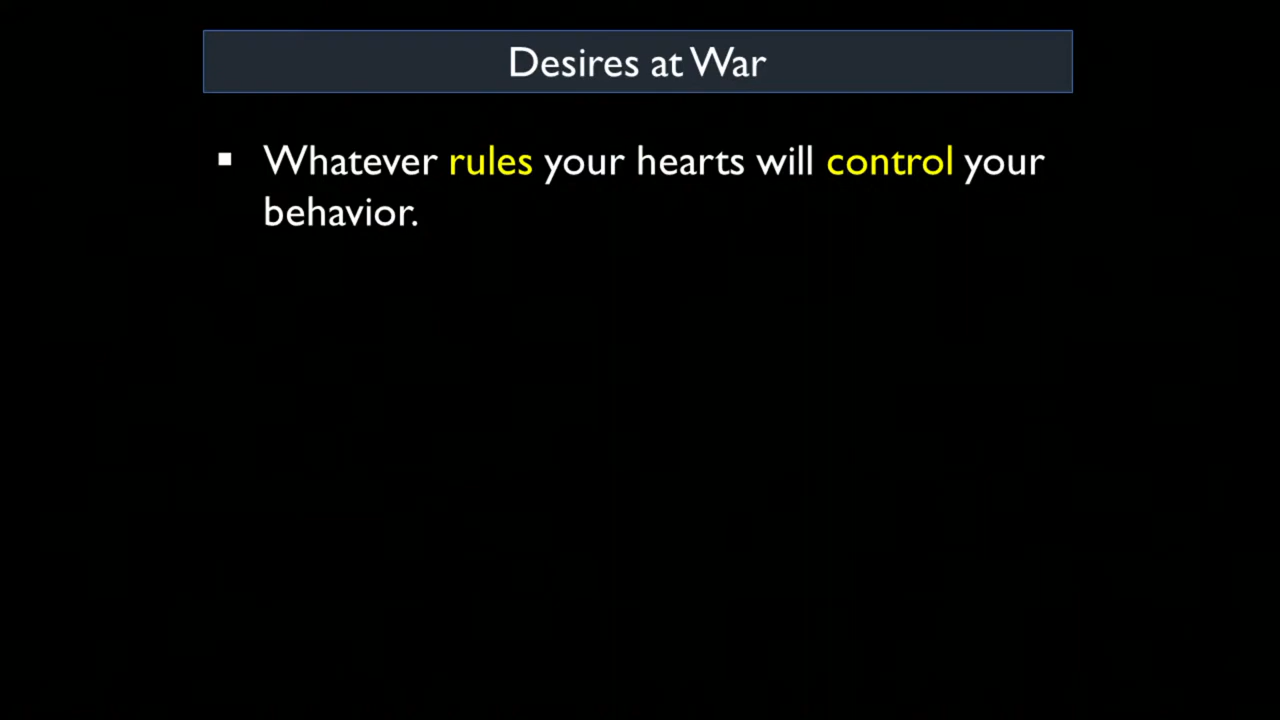 Desires at War
▪ Whatever rules your hearts will control your
behavior.